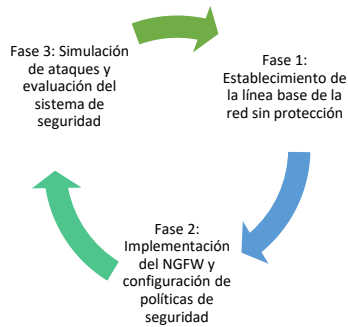 Fase 1:
Establecimiento de
la línea base de la
red sin protección
Fase 2:
Implementación
del NGFW y
configuración de
políticas de
seguridad
Fase 3: Simulación
de ataques y
evaluación del
sistema de
seguridad